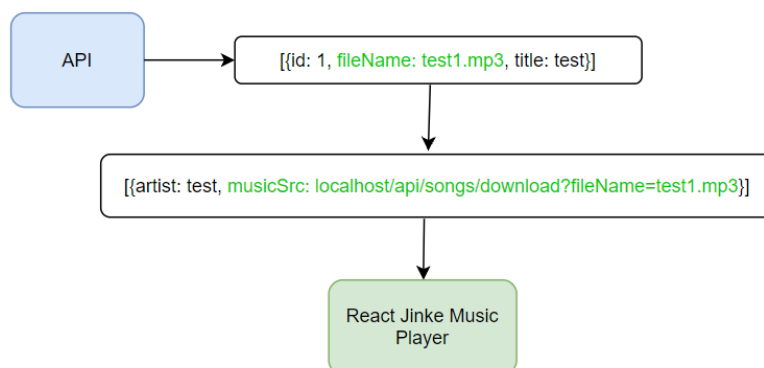 API
[{id: 1, fileName: test1.mp3, title: test}]
[{artist: test, musicSrc: localhost/api/songs/download?fileName=test1.mp3}]
React Jinke Music
Player